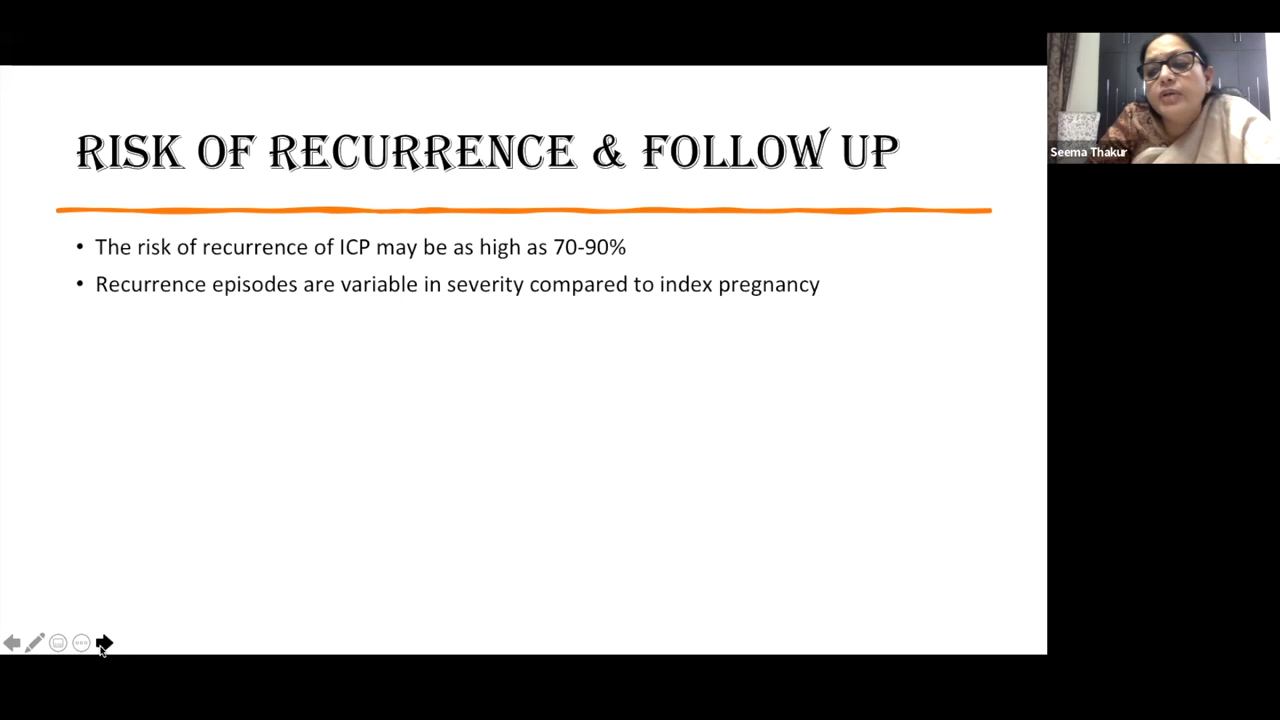 RISK OF RECURRENCE & FOLLOW UP
• The risk of recurrence of ICP may be as high as 70-90%
• Recurrence episodes are variable in severity compared to index pregnancy
Seema Thakur